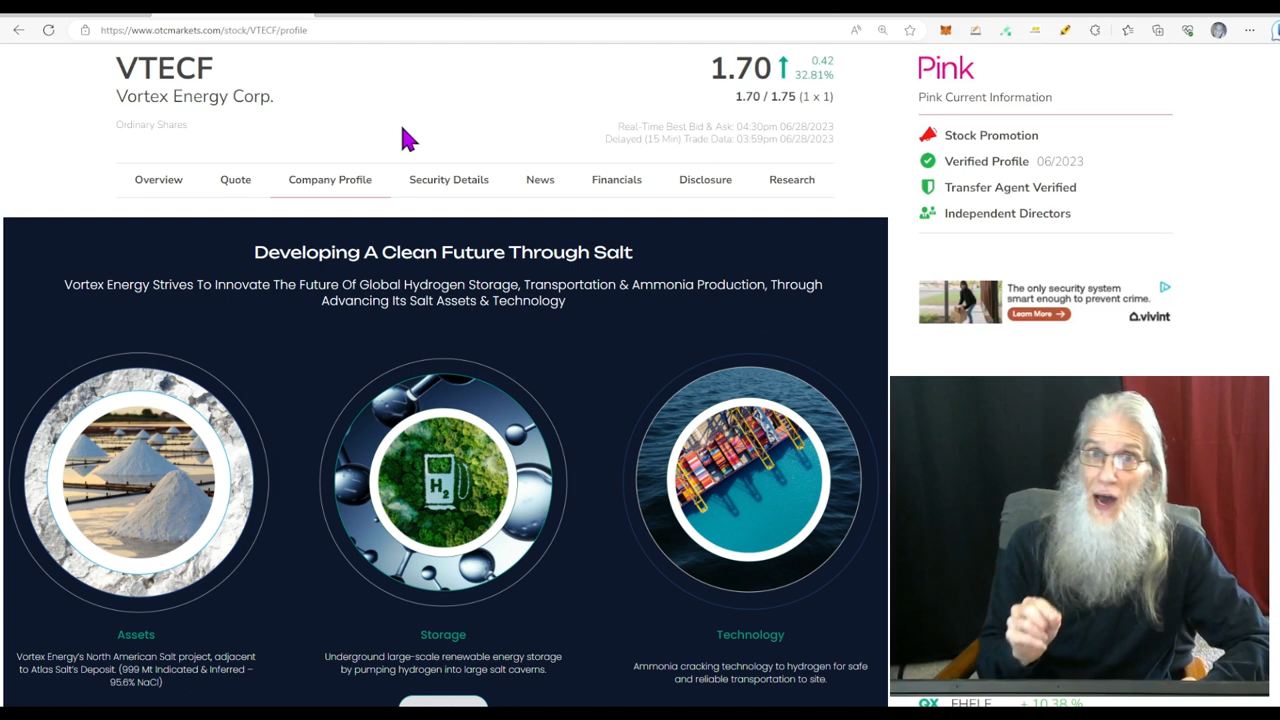 https://www.otcmarkets.com/stock/VTECF/profile
VTECF
Vortex Energy Corp.
Ordinary Shares
1.70
0.42
32.81%
1.70 / 1.75 (1 x 1)
Real-Time Best Bid & Ask: 04:30pm 06/28/2023
Delayed (15 Min) Trade Data: 03:59pm 06/28/2023
Overview Quote Company Profile Security Details News Financials Disclosure Research
Pink
Pink Current Information
Stock Promotion
Verified Profile 06/2023
Transfer Agent Verified
Independent Directors
The only security system
smart enough to prevent crime.
Learn More
vivint
Developing A Clean Future Through Salt
Vortex Energy Strives To Innovate The Future Of Global Hydrogen Storage, Transportation & Ammonia Production, Through
Advancing Its Salt Assets & Technology
H2
Assets
Vortex Energy's North American Salt project, adjacent
to Atlas Salt's Deposit. (999 Mt Indicated & Inferred –
95.6% NaCl)
Storage
Underground large-scale renewable energy storage
by pumping hydrogen into large salt caverns.
Technology
Ammonia cracking technology to hydrogen for safe
and reliable transportation to site.